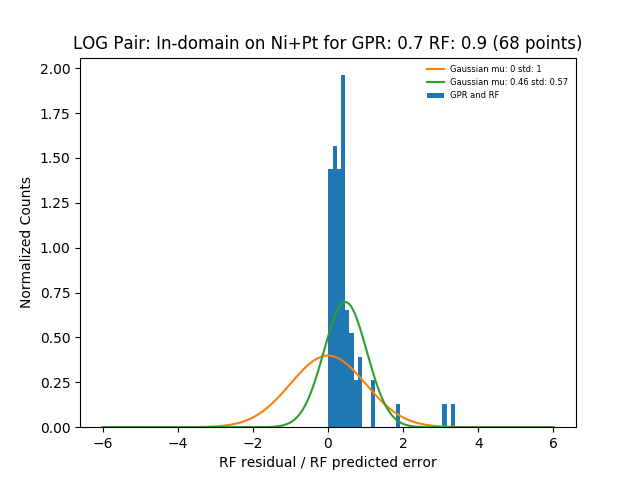 LOG Pair: In-domain on Ni+Pt for GPR: 0.7 RF: 0.9 (68 points)
Gaussian mu: 0 std: 1
Gaussian mu: 0.46 std: 0.57
GPR and RF
Normalized Counts
2.00
1.75
1.50
1.25
1.00
0.75
0.50
0.25
0.00
−6 −4 −2 0 2 4 6
RF residual / RF predicted error